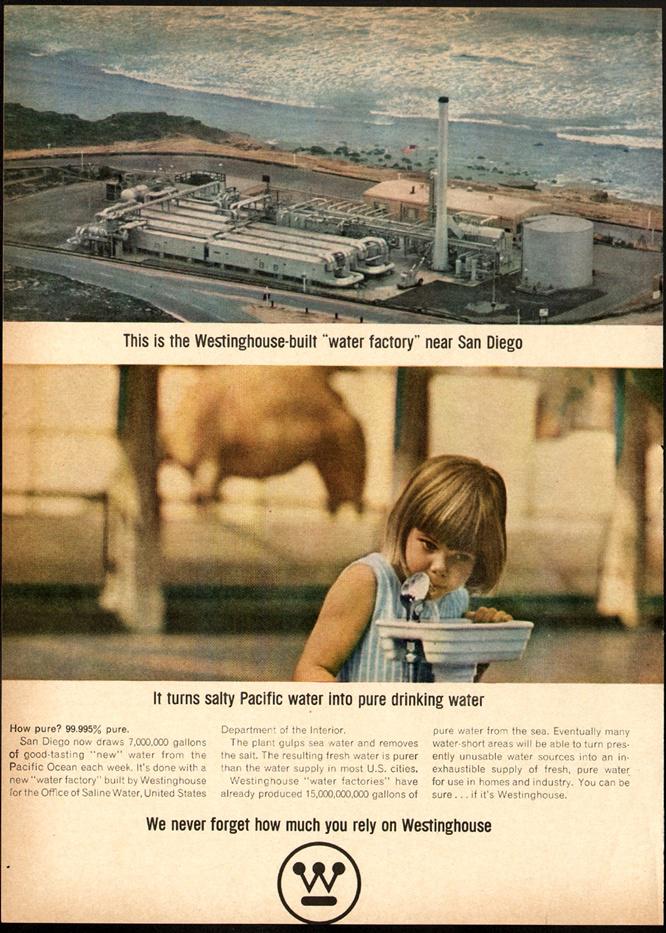 This is the Westinghouse-built "water factory" near San Diego
It turns salty Pacific water into pure drinking water
How pure? 99.995% pure.
San Diego now draws 7,000,000 gallons
of good-tasting "new" water from the
Pacific Ocean each week. It's done with a
new "water factory" built by Westinghouse
for the Office of Saline Water, United States
Department of the Interior.
The plant gulps sea water and removes
the salt. The resulting fresh water is purer
than the water supply in most U.S. cities.
Westinghouse "water factories" have
already produced 15,000,000,000 gallons of
pure water from the sea. Eventually many
water-short areas will be able to turn pres-
ently unusable water sources into an in-
exhaustible supply of fresh, pure water
for use in homes and industry. You can be
sure . . . if it's Westinghouse.
We never forget how much you rely on Westinghouse
W